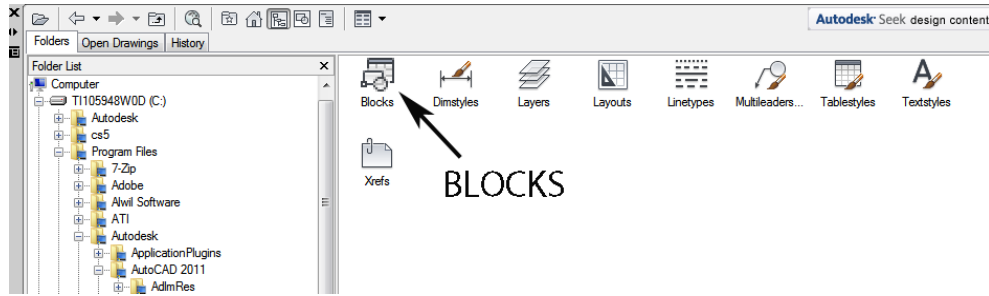 Autodesk® Seek design content
Folders Open Drawings History
Folder List
Computer
TI105948W0D (C:)
Autodesk
cs5
Program Files
7-Zip
Adobe
Alwil Software
ATI
Autodesk
ApplicationPlugins
AutoCAD 2011
AdlmRes
Blocks Dimstyles Layers Layouts Linetypes Multileaders... Tablestyles Textstyles
Xrefs
BLOCKS